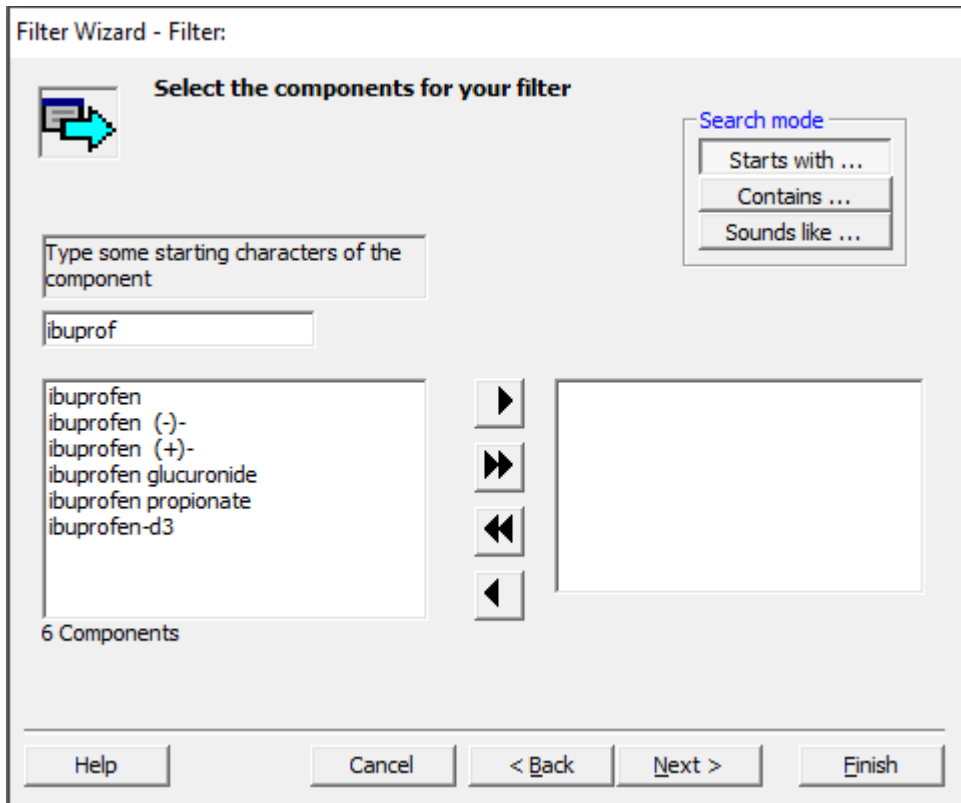 Filter Wizard - Filter:
Select the components for your filter
Search mode
Starts with ...
Contains ...
Sounds like ...
Type some starting characters of the
component
ibuprof
ibuprofen
ibuprofen  (-)-
ibuprofen  (+)-
ibuprofen glucuronide
ibuprofen propionate
ibuprofen-d3
6 Components
Help
Cancel
< Back
Next >
Finish